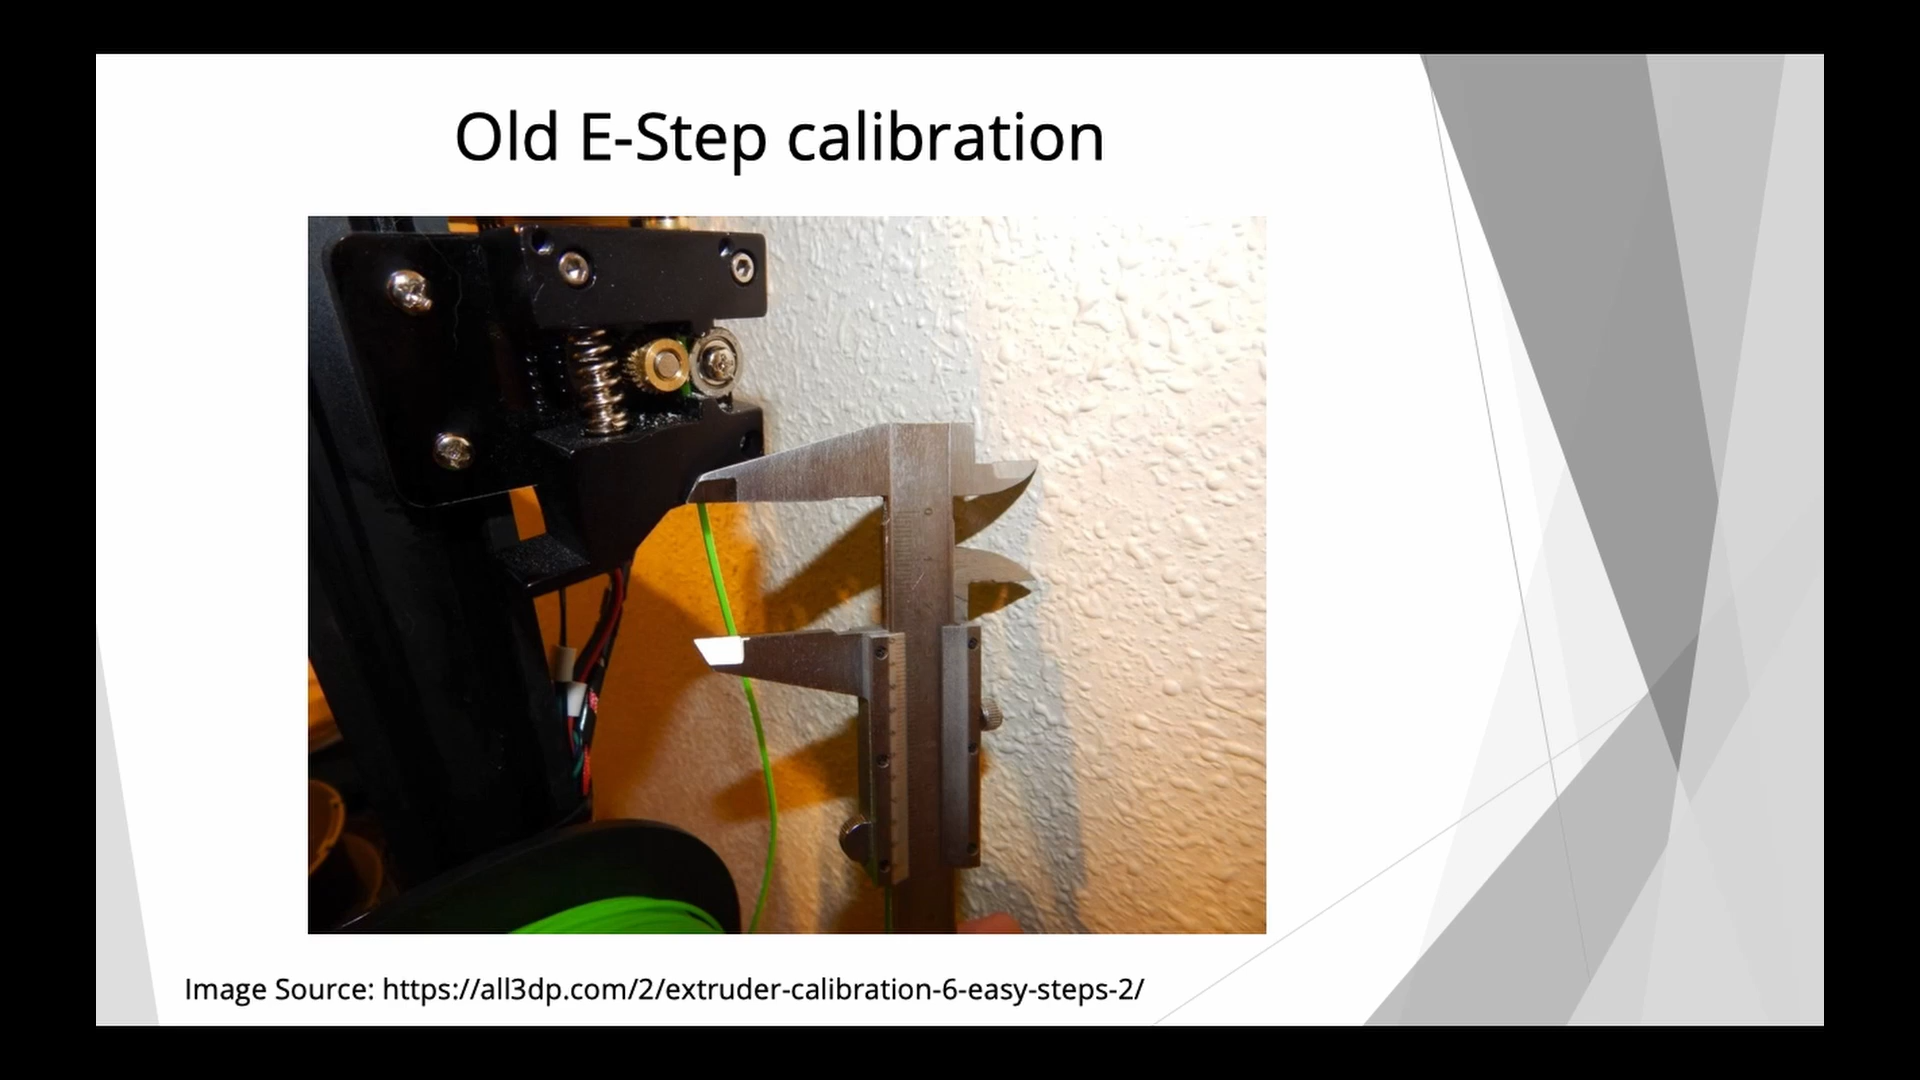 Old E-Step calibration
Image Source: https://all3dp.com/2/extruder-calibration-6-easy-steps-2/